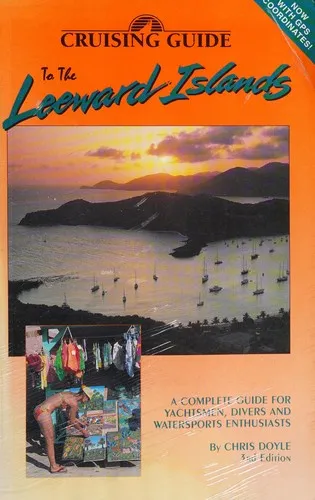 NOW
WITH GPS
COORDINATES!
CRUISING GUIDE
To The
Leeward Islands
A COMPLETE GUIDE FOR
YACHTSMEN, DIVERS AND
WATERSPORTS ENTHUSIASTS
By CHRIS DOYLE
3rd Edition